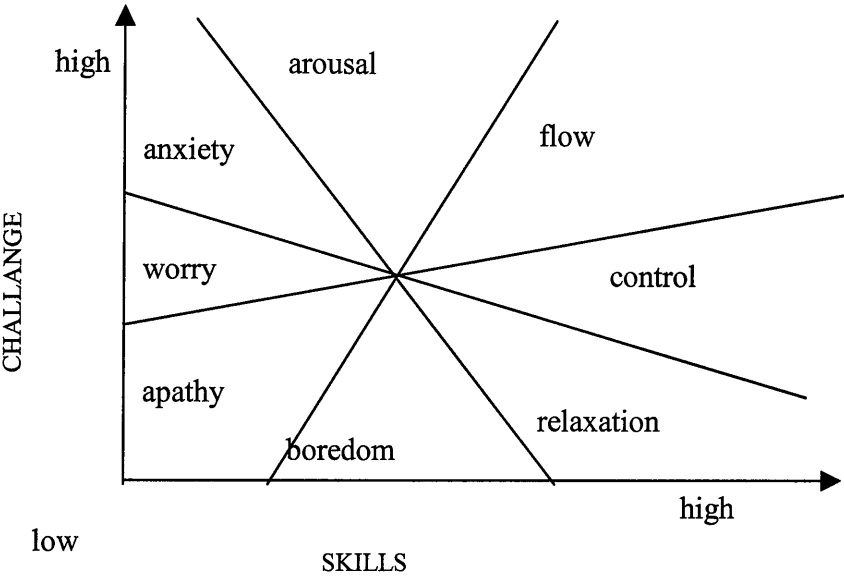 high
arousal
anxiety
flow
worry
control
CHALLANGE
apathy
relaxation
boredom
high
low
SKILLS